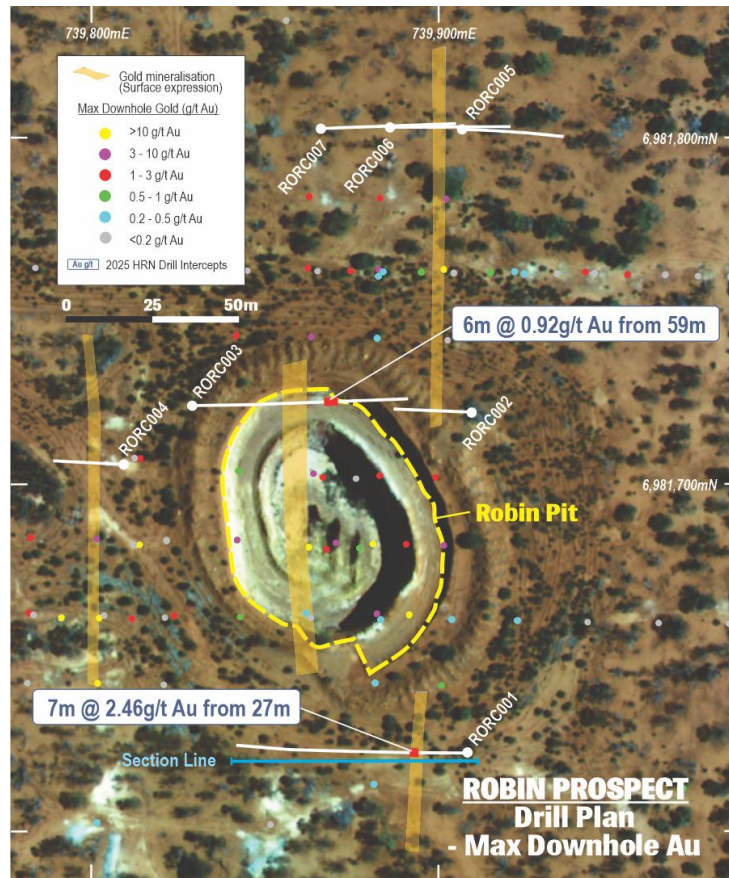 739,800mE
739,900mE
Gold mineralisation
(Surface expression)
Max Downhole Gold (g/t Au)
>10 g/t Au
3 - 10 g/t Au
1 - 3 g/t Au
0.5 - 1 g/t Au
0.2 - 0.5 g/t Au
<0.2 g/t Au
Au g/t 2025 HRN Drill Intercepts
0 25 50m
RORC005
RORC006
RORC007
6,981,800mN
6m @ 0.92g/t Au from 59m
RORC003
RORC004
RORC002
6,981,700mN
Robin Pit
7m @ 2.46g/t Au from 27m
RORC001
Section Line
ROBIN PROSPECT
Drill Plan
- Max Downhole Au